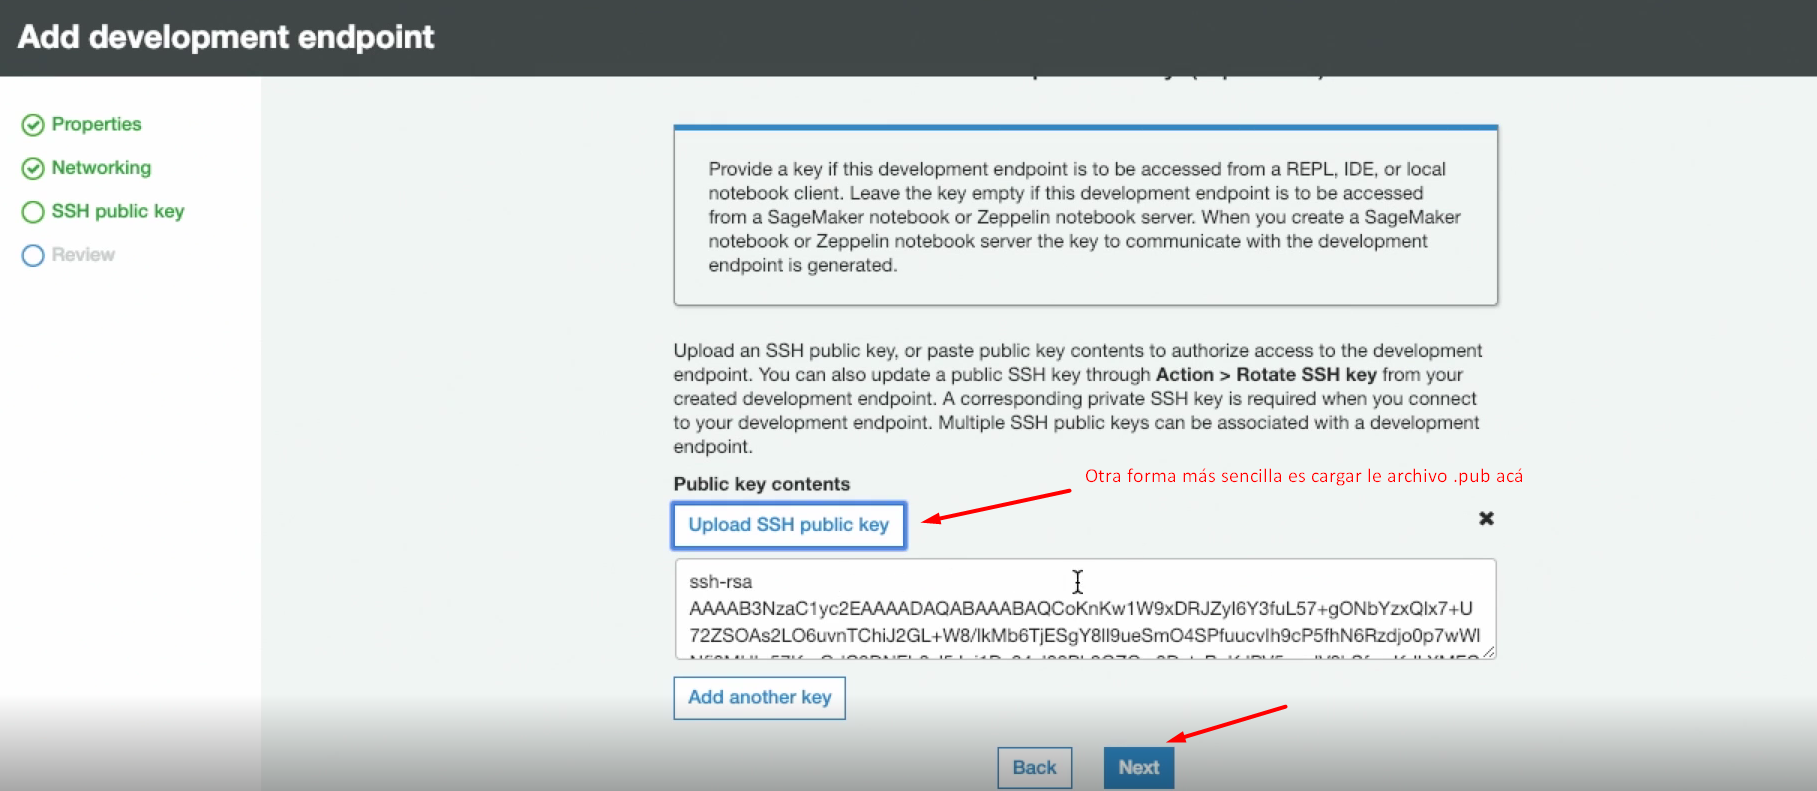 Add development endpoint
Properties
Networking
SSH public key
Review
Provide a key if this development endpoint is to be accessed from a REPL, IDE, or local
notebook client. Leave the key empty if this development endpoint is to be accessed
from a SageMaker notebook or Zeppelin notebook server. When you create a SageMaker
notebook or Zeppelin notebook server the key to communicate with the development
endpoint is generated.
Upload an SSH public key, or paste public key contents to authorize access to the development
endpoint. You can also update a public SSH key through Action > Rotate SSH key from your
created development endpoint. A corresponding private SSH key is required when you connect
to your development endpoint. Multiple SSH public keys can be associated with a development
endpoint.
Public key contents
Otra forma más sencilla es cargar le archivo .pub acá
Upload SSH public key
ssh-rsa
AAAAB3NzaC1yc2EAAAADAQABAAABAQCoKnKw1W9xDRJZyI6Y3fuL57+gONbYzxQlx7+U
72ZSOAs2LO6uvnTChiJ2GL+W8/lkMb6TjESgY8Il9ueSmO4SPfuucvlh9cP5fhN6Rzdjo0p7wWl
Add another key
Back
Next